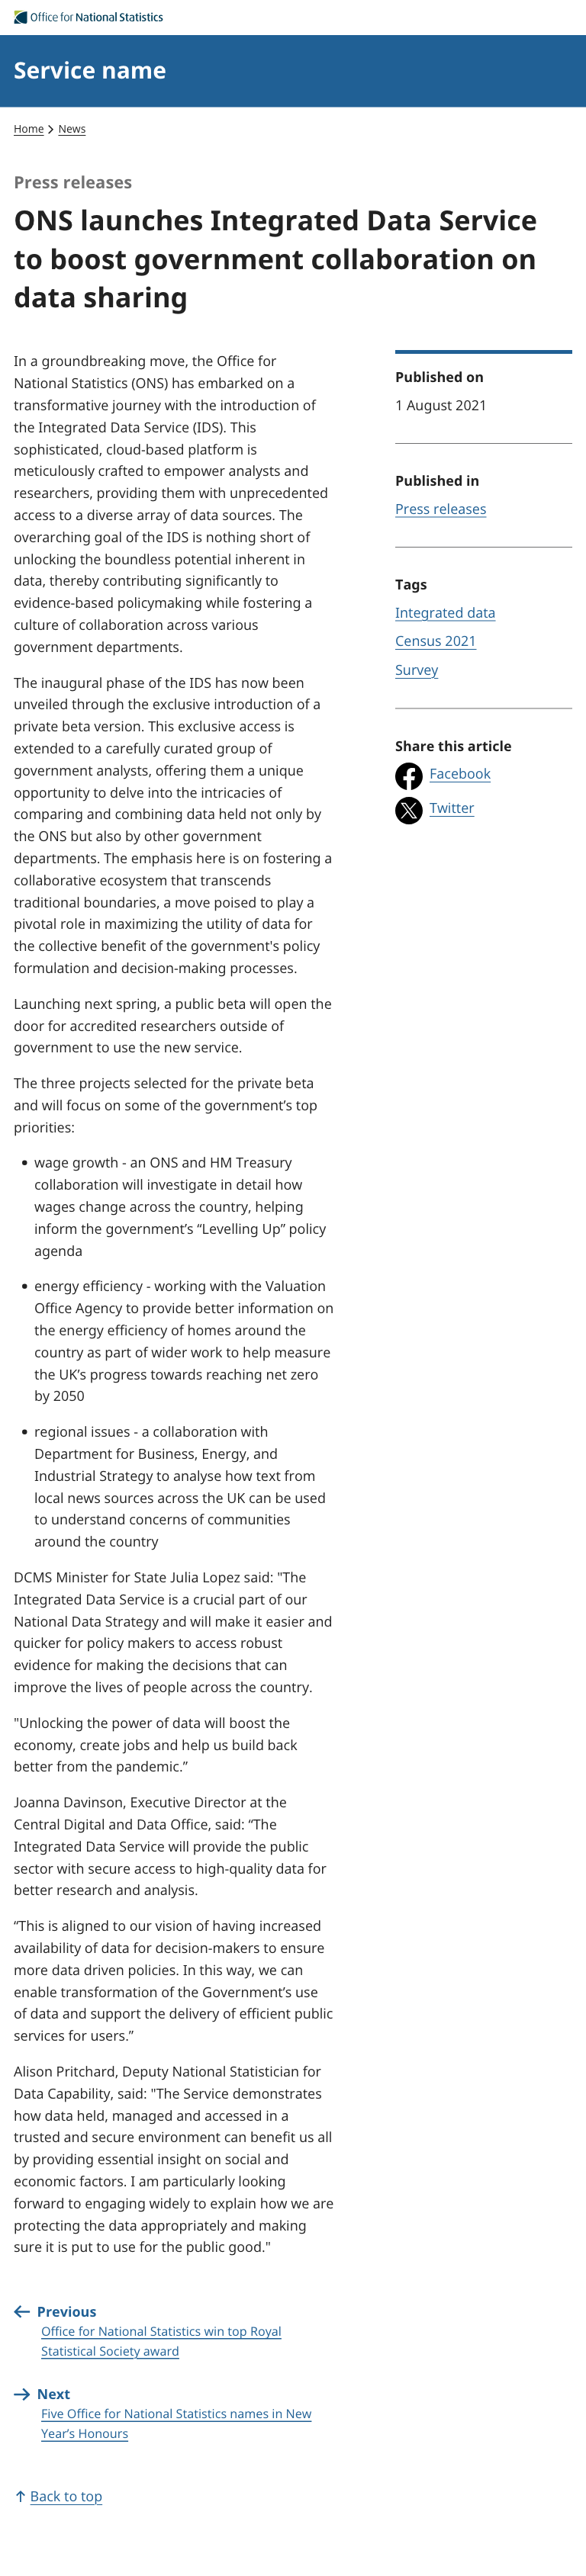 Office for National Statistics
Service name
Home
News
Press releases
ONS launches Integrated Data Service
to boost government collaboration on
data sharing
In a groundbreaking move, the Office for
National Statistics (ONS) has embarked on a
transformative journey with the introduction of
the Integrated Data Service (IDS). This
sophisticated, cloud-based platform is
meticulously crafted to empower analysts and
researchers, providing them with unprecedented
access to a diverse array of data sources. The
overarching goal of the IDS is nothing short of
unlocking the boundless potential inherent in
data, thereby contributing significantly to
evidence-based policymaking while fostering a
culture of collaboration across various
government departments.
The inaugural phase of the IDS has now been
unveiled through the exclusive introduction of a
private beta version. This exclusive access is
extended to a carefully curated group of
government analysts, offering them a unique
opportunity to delve into the intricacies of
comparing and combining data held not only by
the ONS but also by other government
departments. The emphasis here is on fostering a
collaborative ecosystem that transcends
traditional boundaries, a move poised to play a
pivotal role in maximizing the utility of data for
the collective benefit of the government's policy
formulation and decision-making processes.
Launching next spring, a public beta will open the
door for accredited researchers outside of
government to use the new service.
The three projects selected for the private beta
and will focus on some of the government’s top
priorities:
wage growth - an ONS and HM Treasury
collaboration will investigate in detail how
wages change across the country, helping
inform the government’s “Levelling Up” policy
agenda
energy efficiency - working with the Valuation
Office Agency to provide better information on
the energy efficiency of homes around the
country as part of wider work to help measure
the UK’s progress towards reaching net zero
by 2050
regional issues - a collaboration with
Department for Business, Energy, and
Industrial Strategy to analyse how text from
local news sources across the UK can be used
to understand concerns of communities
around the country
DCMS Minister for State Julia Lopez said: "The
Integrated Data Service is a crucial part of our
National Data Strategy and will make it easier and
quicker for policy makers to access robust
evidence for making the decisions that can
improve the lives of people across the country.
"Unlocking the power of data will boost the
economy, create jobs and help us build back
better from the pandemic.”
Joanna Davinson, Executive Director at the
Central Digital and Data Office, said: “The
Integrated Data Service will provide the public
sector with secure access to high-quality data for
better research and analysis.
“This is aligned to our vision of having increased
availability of data for decision-makers to ensure
more data driven policies. In this way, we can
enable transformation of the Government’s use
of data and support the delivery of efficient public
services for users.”
Alison Pritchard, Deputy National Statistician for
Data Capability, said: "The Service demonstrates
how data held, managed and accessed in a
trusted and secure environment can benefit us all
by providing essential insight on social and
economic factors. I am particularly looking
forward to engaging widely to explain how we are
protecting the data appropriately and making
sure it is put to use for the public good."
Published on
1 August 2021
Published in
Press releases
Tags
Integrated data
Census 2021
Survey
Share this article
Facebook
Twitter
Previous
Office for National Statistics win top Royal
Statistical Society award
Next
Five Office for National Statistics names in New
Year’s Honours
Back to top